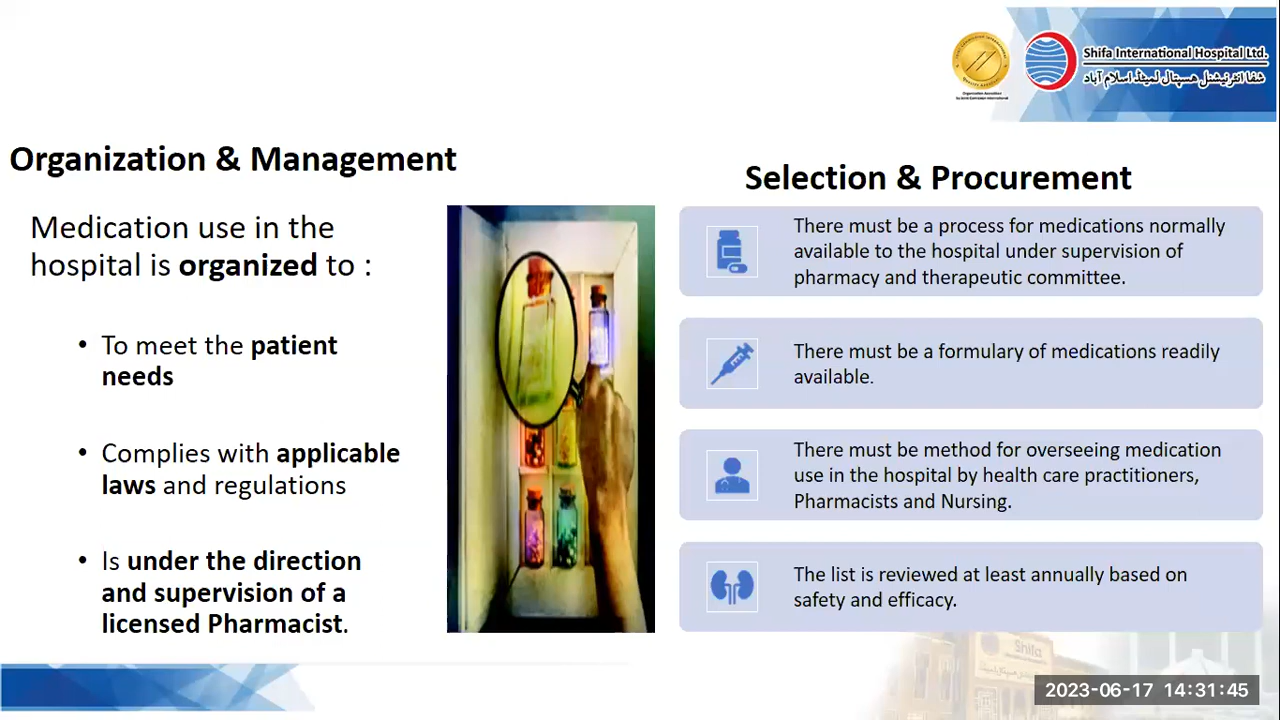 Shifa International Hospital Ltd.
شفا انٹرنیشنل ہسپتال لمیٹڈ اسلام آباد
Organization & Management
Medication use in the
hospital is organized to :
• To meet the patient
needs
• Complies with applicable
laws and regulations
• Is under the direction
and supervision of a
licensed Pharmacist.
Selection & Procurement
There must be a process for medications normally
available to the hospital under supervision of
pharmacy and therapeutic committee.
There must be a formulary of medications readily
available.
There must be method for overseeing medication
use in the hospital by health care practitioners,
Pharmacists and Nursing.
The list is reviewed at least annually based on
safety and efficacy.
Shifa
2023-06-17 14:31:45